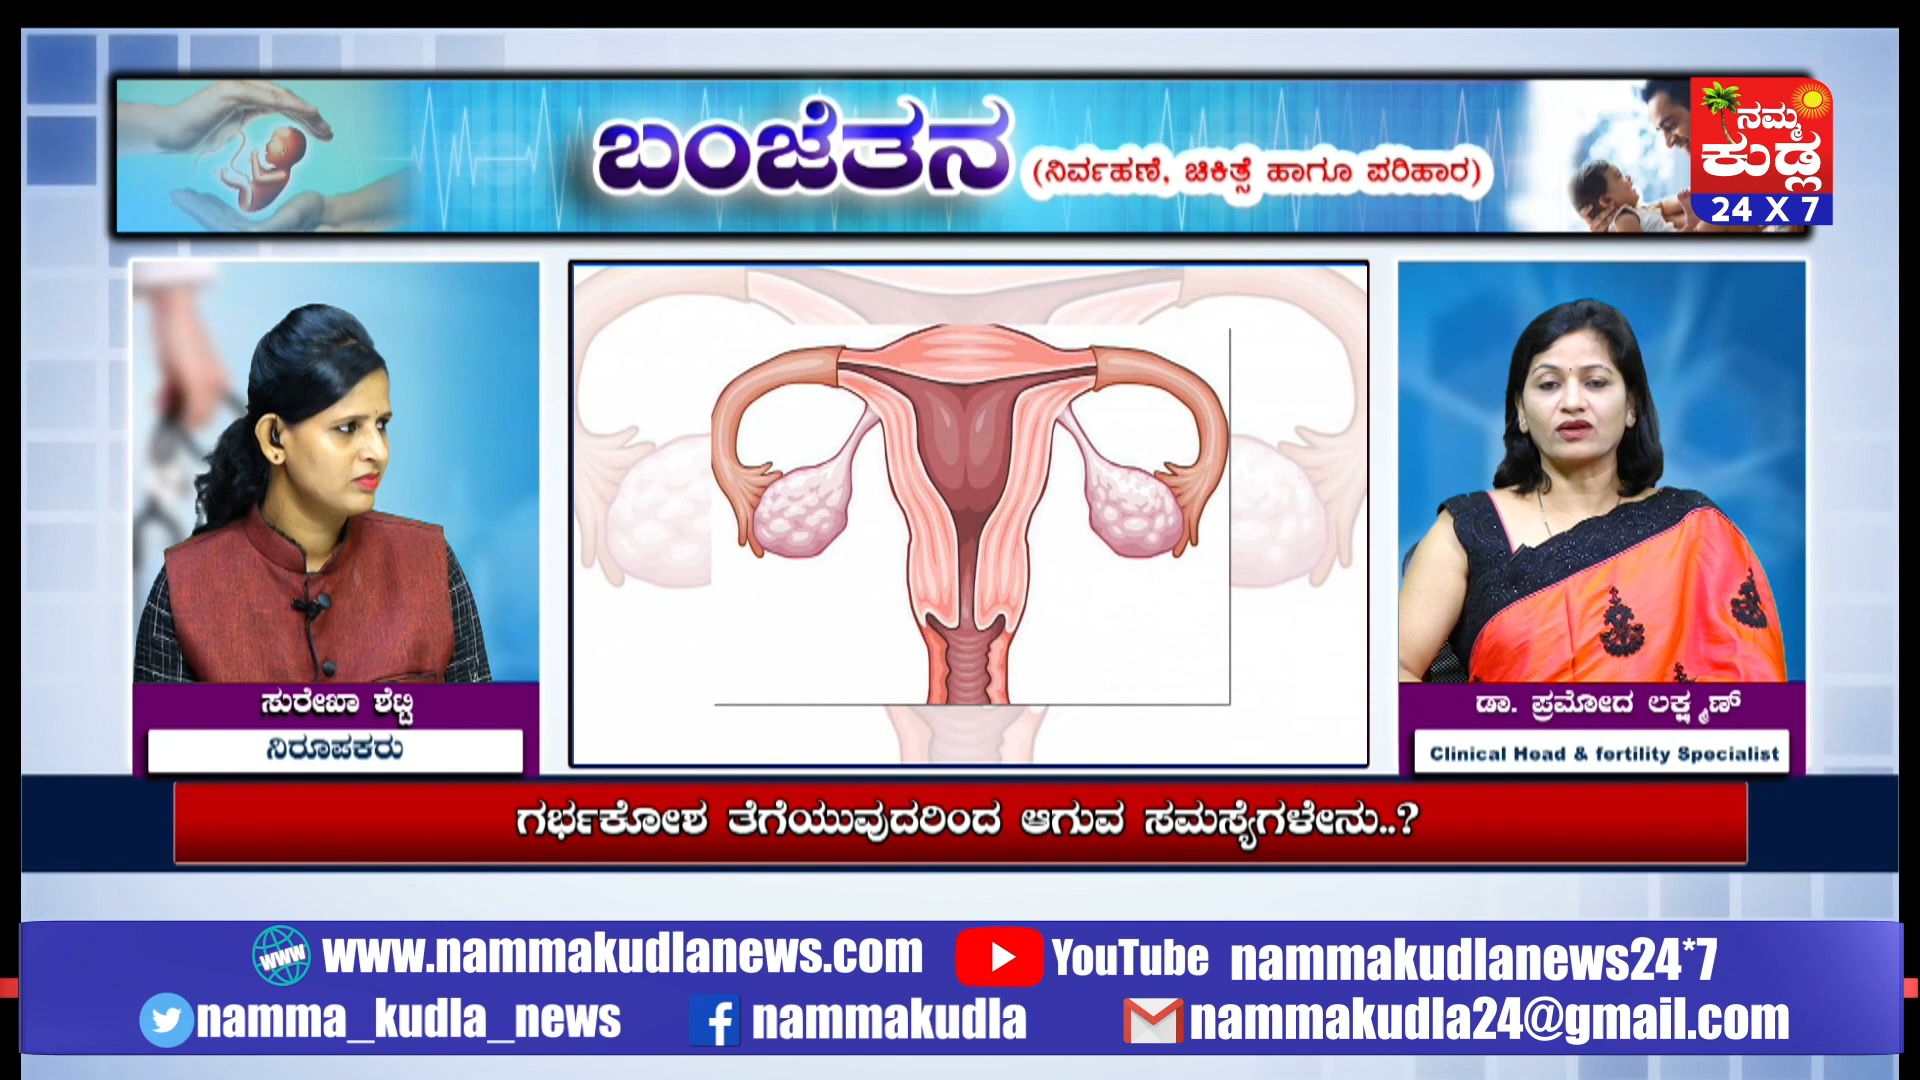 ಬಂಜೆತನ (ನಿರ್ವಹಣೆ, ಚಿಕಿತ್ಸೆ ಹಾಗೂ ಪರಿಹಾರ)
ನಮ್ಮ
ಕುಡ್ಲ
24 X 7
ಸುರೇಖಾ ಶೆಟ್ಟಿ
ನಿರೂಪಕರು
ಡಾ. ಪ್ರಮೋದ ಲಕ್ಷ್ಮಣ್
Clinical Head & fertility Specialist
ಗರ್ಭಕೋಶ ತೆಗೆಯುವುದರಿಂದ ಆಗುವ ಸಮಸ್ಯೆಗಳೇನು..?
WWW www.nammakudlanews.com YouTube nammakudlanews24*7
namma_kudla_news f nammakudla nammakudla24@gmail.com